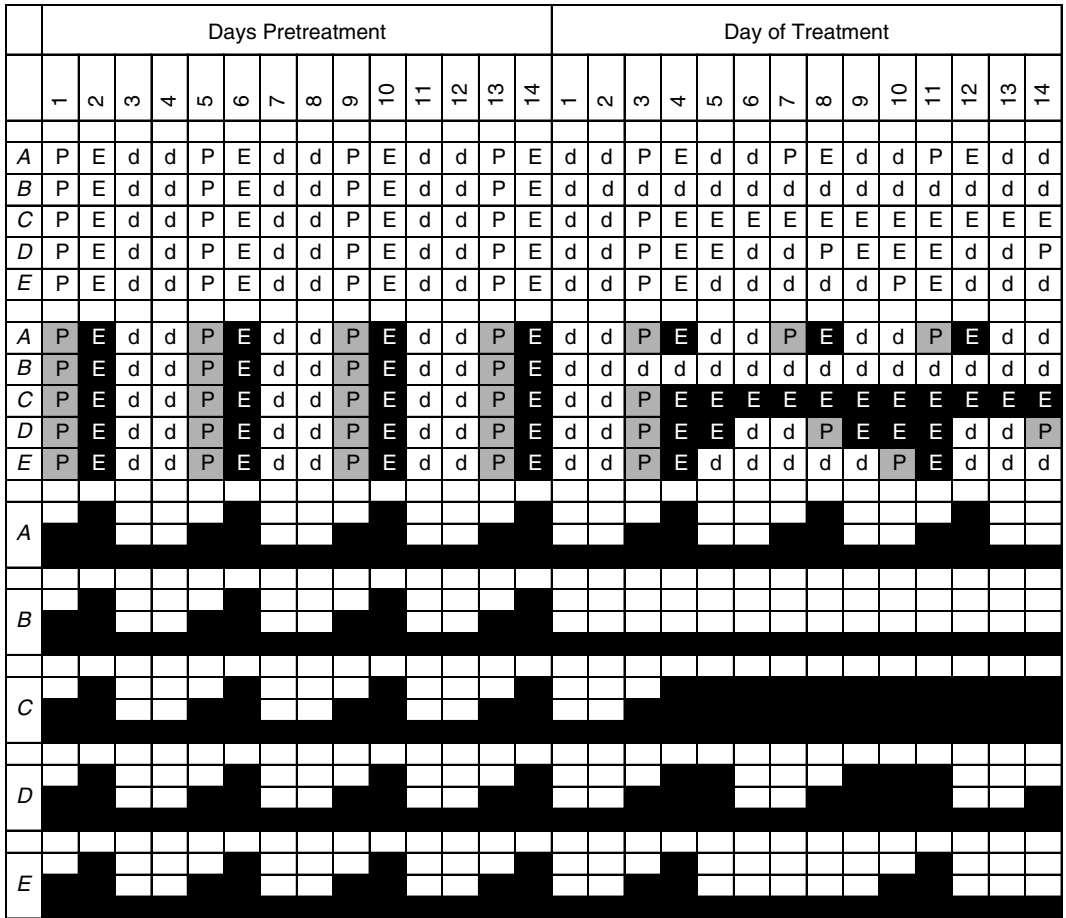 Days Pretreatment Day of Treatment
1 2 3 4 5 6 7 8 9 10 11 12 13 14 1 2 3 4 5 6 7 8 9 10 11 12 13 14
A P E d d P E d d P E d d P E d d P E d d P E d d P E d d
B P E d d P E d d P E d d P E d d d d d d d d d d d d d d
C P E d d P E d d P E d d P E d d P E E E E E E E E E E E
D P E d d P E d d P E d d P E d d P E E d d P E E E d d P
E P E d d P E d d P E d d P E d d P E d d d d d P E d d d
A P E d d P E d d P E d d P E d d P E d d P E d d P E d d
B P E d d P E d d P E d d P E d d d d d d d d d d d d d d
C P E d d P E d d P E d d P E d d P E E E E E E E E E E E
D P E d d P E d d P E d d P E d d P E E d d P E E E d d P
E P E d d P E d d P E d d P E d d P E d d d d d P E d d d
A
B
C
D
E